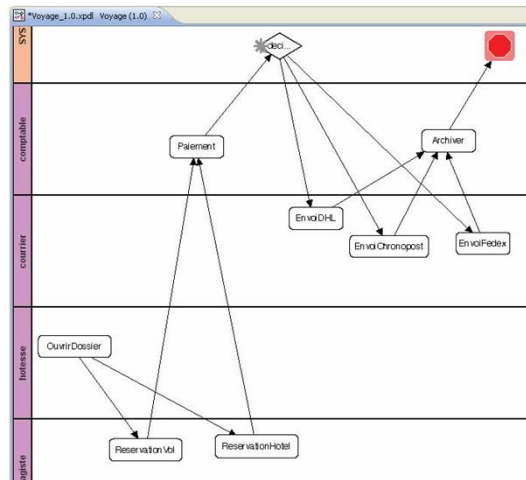 *Voyage_1.0.xpdl Voyage (1.0)
SYS
deci...
comptable
Paiement
Archiver
courrier
EnvoiDHL
EnvoiChronopost
EnvoiFedex
hotesse
OuvrirDossier
agiste
ReservationVol
ReservationHotel